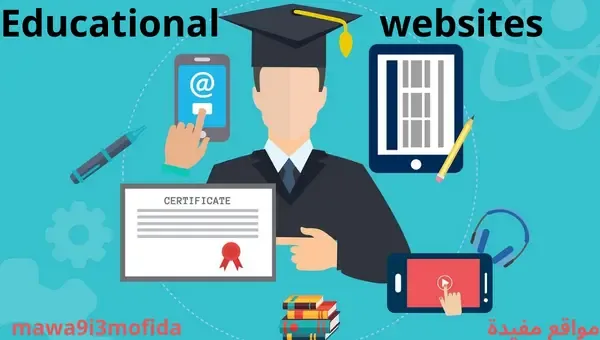 Educational websites
@
CERTIFICATE
mawa9i3mofida
مواقع مفيدة